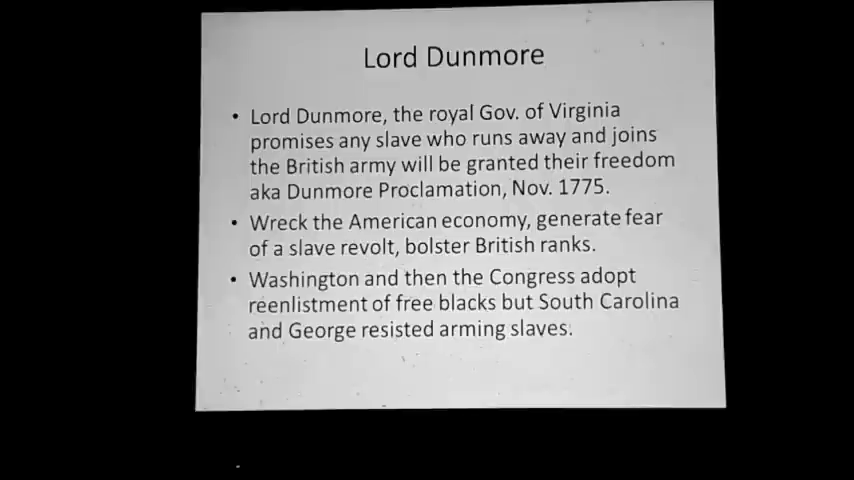 Lord Dunmore
• Lord Dunmore, the royal Gov. of Virginia
promises any slave who runs away and joins
the British army will be granted their freedom
aka Dunmore Proclamation, Nov. 1775.
• Wreck the American economy, generate fear
of a slave revolt, bolster British ranks.
• Washington and then the Congress adopt
reenlistment of free blacks but South Carolina
and George resisted arming slaves.